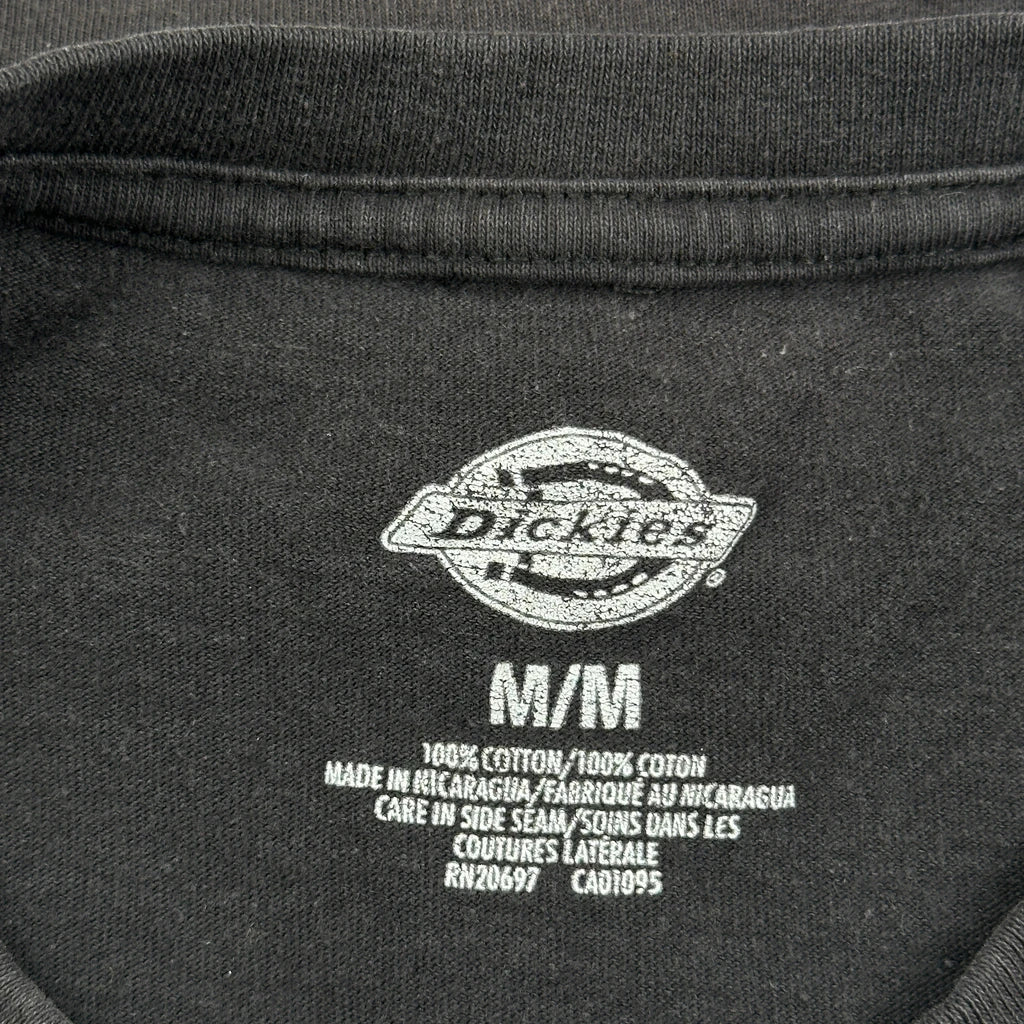 Dickies
®
M/M
100% COTTON/100% COTON
MADE IN NICARAGUA/FABRIQUÉ AU NICARAGUA
CARE IN SIDE SEAM/SOINS DANS LES
COUTURES LATÉRALE
RN20697 CA01095